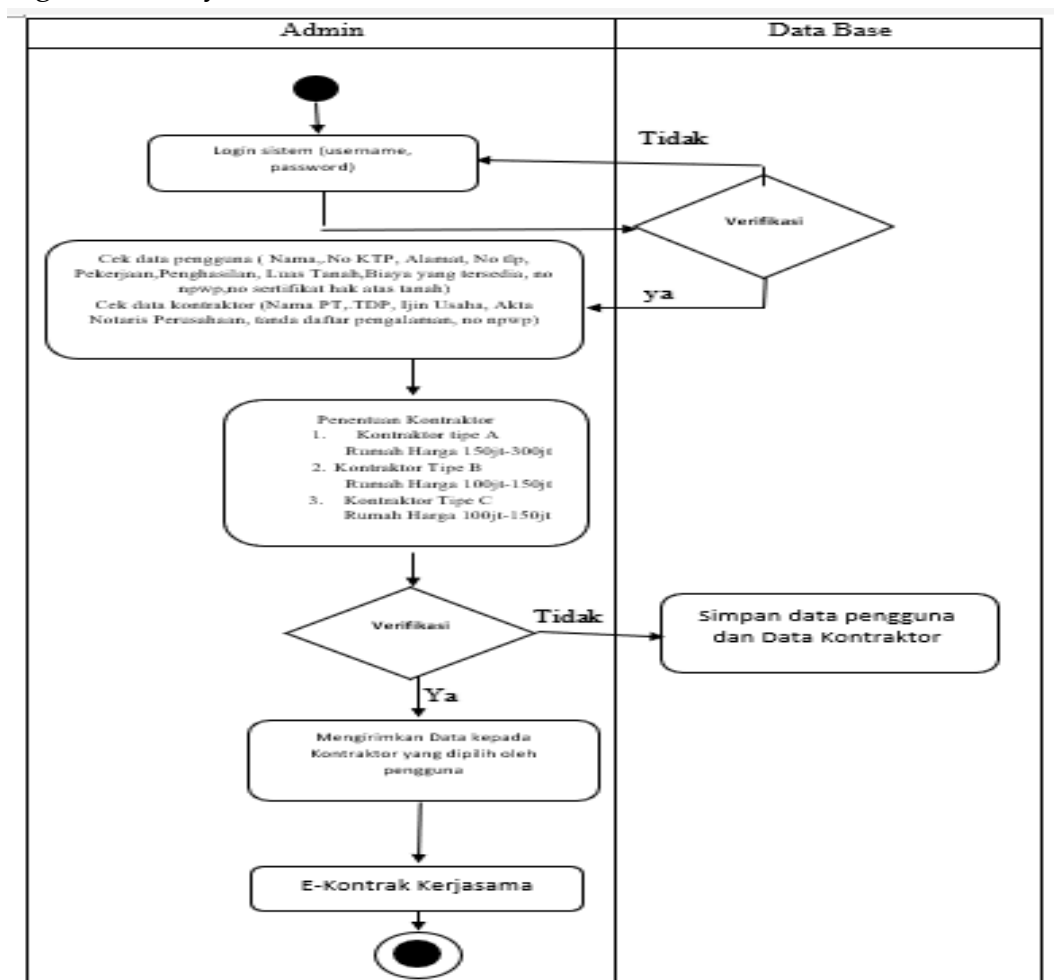 Admin
Data Base
Login sistem (username,
password)
Tidak
Verifikasi
Cek data pengguna ( Nama,.No KTP, Alamat, No tlp,
Pekerjaan,Penghasilan, Luas Tanah,Biaya yang tersedia, no
npwp,no sertifikat hak atas tanah)
Cek data kontraktor (Nama PT,.TDP, Ijin Usaha, Akta
Notaris Perusahaan, tanda daftar pengalaman, no npwp)
ya
Penentuan Kontraktor
1. Kontraktor tipe A
Rumah Harga 150jt-300jt
2. Kontraktor Tipe B
Rumah Harga 100jt-150jt
3. Kontraktor Tipe C
Rumah Harga 100jt-150jt
Verifikasi
Tidak
Simpan data pengguna
dan Data Kontraktor
Ya
Mengirimkan Data kepada
Kontraktor yang dipilih oleh
pengguna
E-Kontrak Kerjasama